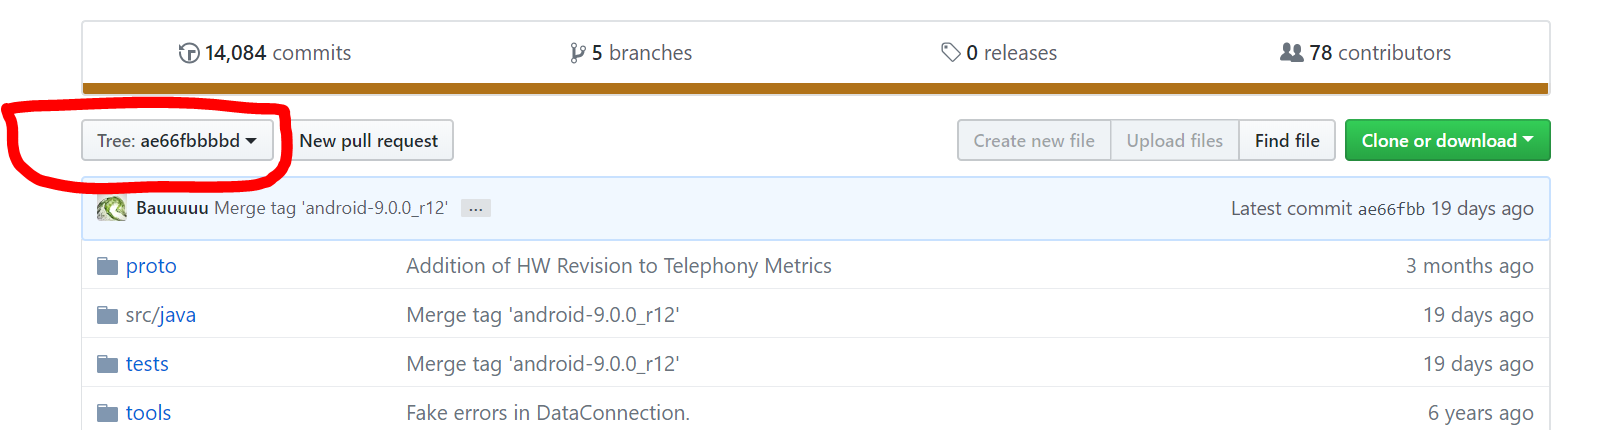 14,084 commits 5 branches 0 releases 78 contributors
Tree: ae66fbbbbd New pull request Create new file Upload files Find file Clone or download
Bauuuuu Merge tag 'android-9.0.0_r12' ... Latest commit ae66fbb 19 days ago
proto Addition of HW Revision to Telephony Metrics 3 months ago
src/java Merge tag 'android-9.0.0_r12' 19 days ago
tests Merge tag 'android-9.0.0_r12' 19 days ago
tools Fake errors in DataConnection. 6 years ago